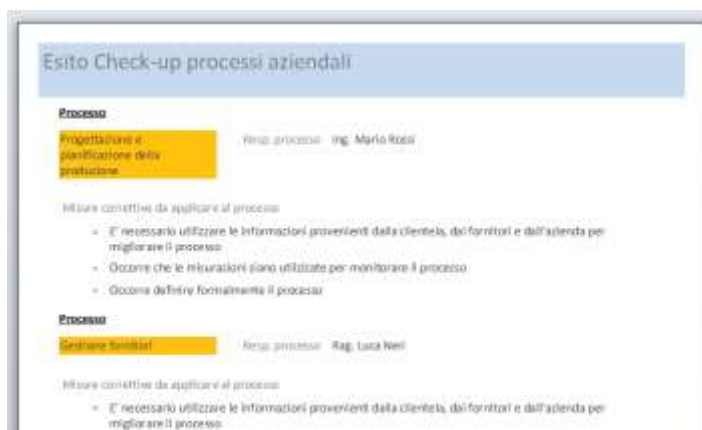 Esito Check-up processi aziendali
Processo
Progettazione e
pianificazione della
produzione
Resp. processo Ing. Mario Rossi
Misure correttive da applicare al processo
- E' necessario utilizzare le informazioni provenienti dalla clientela, dai fornitori e dall'azienda per
migliorare il processo
- Occorre che le misurazioni siano utilizzate per monitorare il processo
- Occorre definire formalmente il processo
Processo
Gestione fornitori
Resp. processo Rag. Luca Neri
Misure correttive da applicare al processo
- E' necessario utilizzare le informazioni provenienti dalla clientela, dai fornitori e dall'azienda per
migliorare il processo